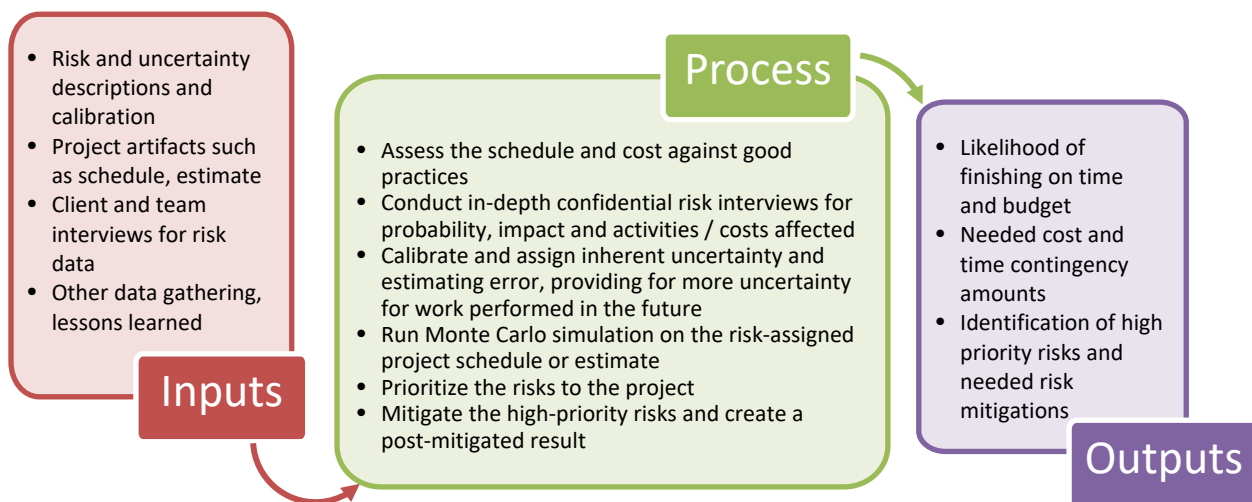 • Risk and uncertainty
descriptions and
calibration
• Project artifacts such
as schedule, estimate
• Client and team
interviews for risk
data
• Other data gathering,
lessons learned
Inputs
Process
• Assess the schedule and cost against good
practices
• Conduct in-depth confidential risk interviews for
probability, impact and activities / costs affected
• Calibrate and assign inherent uncertainty and
estimating error, providing for more uncertainty
for work performed in the future
• Run Monte Carlo simulation on the risk-assigned
project schedule or estimate
• Prioritize the risks to the project
• Mitigate the high-priority risks and create a
post-mitigated result
• Likelihood of
finishing on time
and budget
• Needed cost and
time contingency
amounts
• Identification of high
priority risks and
needed risk
mitigations
Outputs